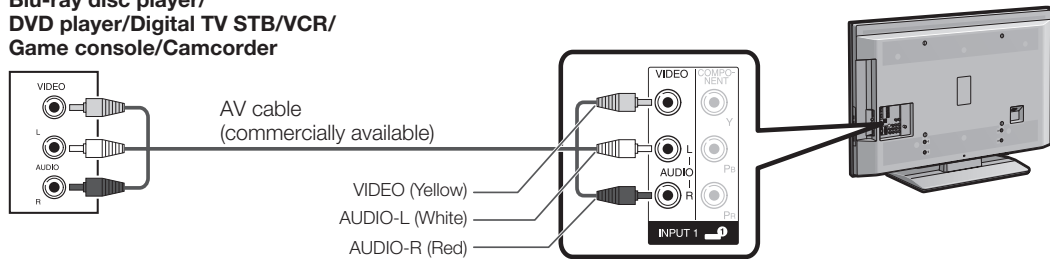 Blu-ray disc player/
DVD player/Digital TV STB/VCR/
Game console/Camcorder
VIDEO
L
AUDIO
R
AV cable
(commercially available)
VIDEO (Yellow)
AUDIO-L (White)
AUDIO-R (Red)
VIDEO
COMPO-
NENT
Y
L
AUDIO
R
PB
PR
INPUT 1
1